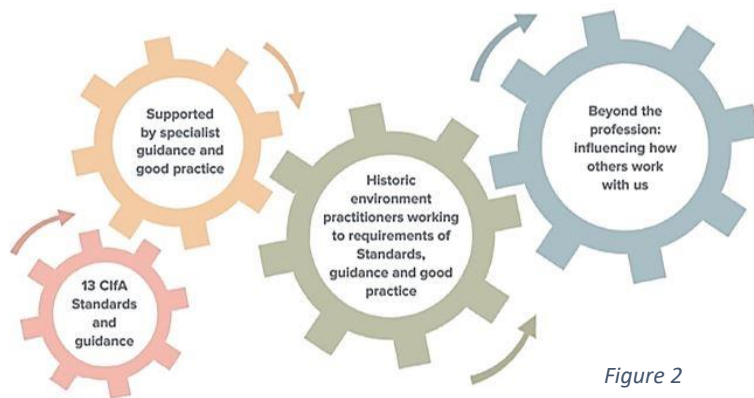 Supported
by specialist
guidance and
good practice
13 CIfA
Standards
and
guidance
Historic
environment
practitioners working
to requirements of
Standards,
guidance and good
practice
Beyond the
profession:
influencing how
others work
with us
Figure 2